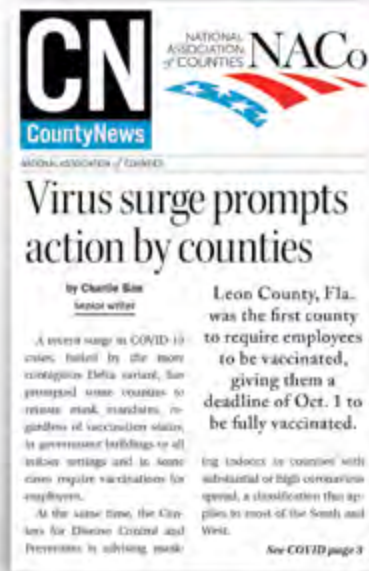 CN
CountyNews
NATIONAL
ASSOCIATION
of COUNTIES
NACo
NATIONAL ASSOCIATION of COUNTIES
Virus surge prompts
action by counties
by Charlie Ban
senior writer
A recent surge in COVID-19
cases, fueled by the more
contagious Delta variant, has
prompted some counties to
reissue mask mandates, re-
gardless of vaccination status,
in government buildings to all
indoor settings and in some
cases require vaccinations for
employees.
At the same time, the Cen-
ters for Disease Control and
Prevention is advising mask-
Leon County, Fla.
was the first county
to require employees
to be vaccinated,
giving them a
deadline of Oct. 1 to
be fully vaccinated.
ing indoors in counties with
substantial or high coronavirus
spread, a classification that ap-
plies to most of the South and
West.
See COVID page 3